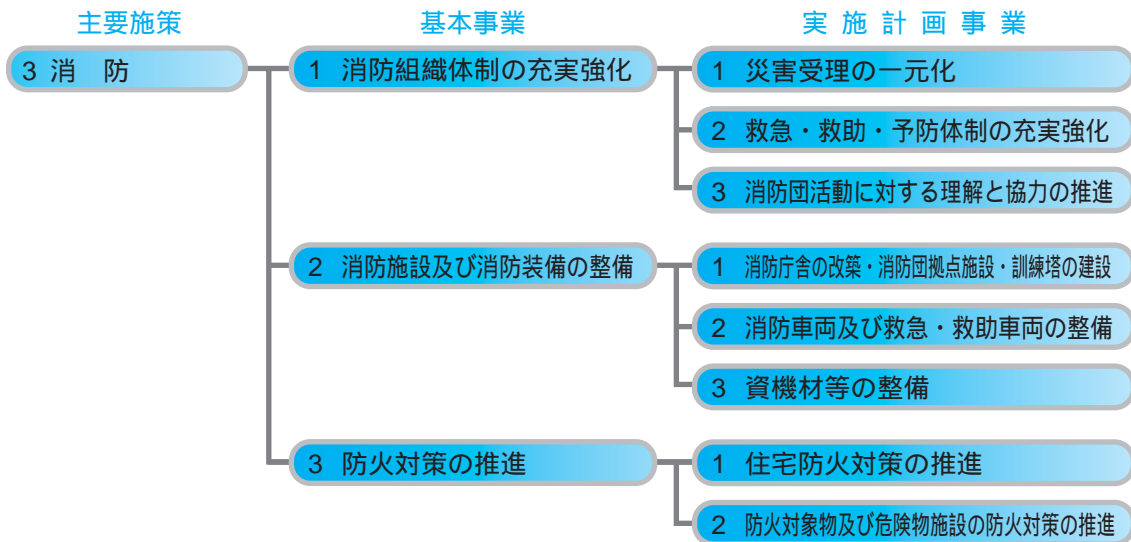 主要施策 基本事業 実施計画事業
3 消 防
1 消防組織体制の充実強化
1 災害受理の一元化
2 救急・救助・予防体制の充実強化
3 消防団活動に対する理解と協力の推進
2 消防施設及び消防装備の整備
1 消防庁舎の改築・消防団拠点施設・訓練塔の建設
2 消防車両及び救急・救助車両の整備
3 資機材等の整備
3 防火対策の推進
1 住宅防火対策の推進
2 防火対象物及び危険物施設の防火対策の推進